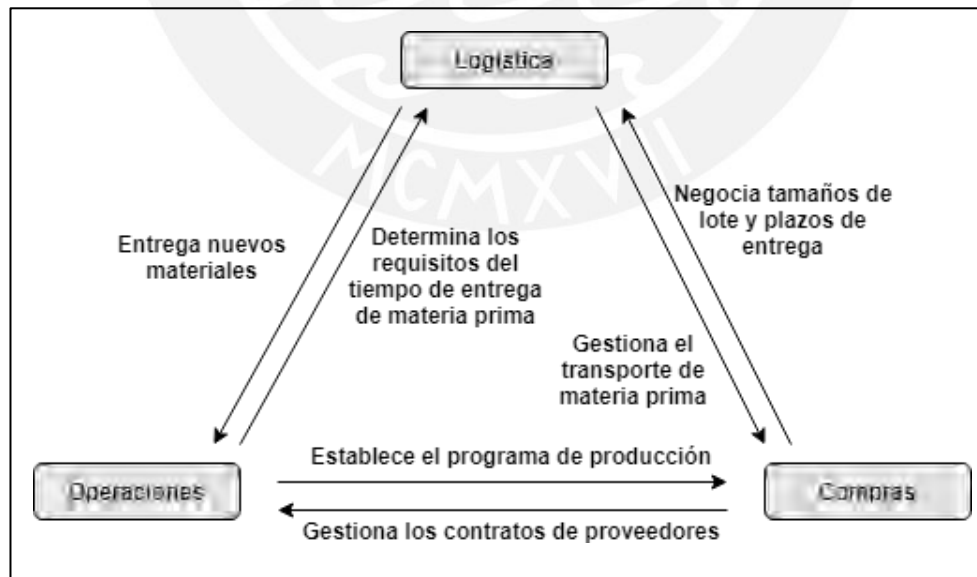 Logística
MCMXVII
Negocia tamaños de
lote y plazos de
entrega
Entrega nuevos
materiales
Determina los
requisitos del
tiempo de entrega
de materia prima
Gestiona el
transporte de
materia prima
Establece el programa de producción
Operaciones
Compras
Gestiona los contratos de proveedores